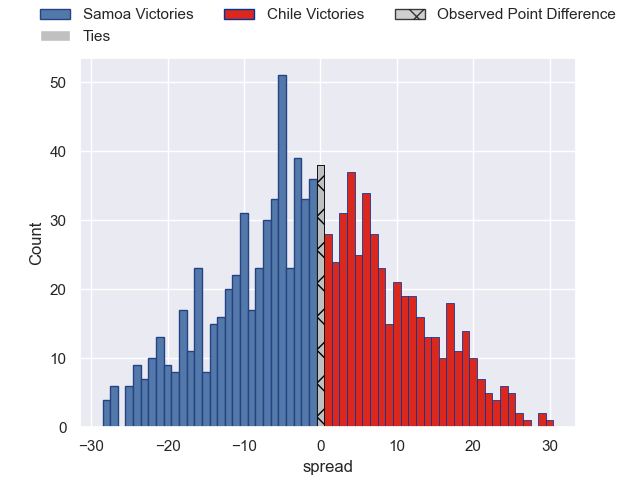 Samoa Victories
Chile Victories
Observed Point Difference
Ties
50
40
30
20
10
0
Count
−30
−20
−10
0
10
20
30
spread